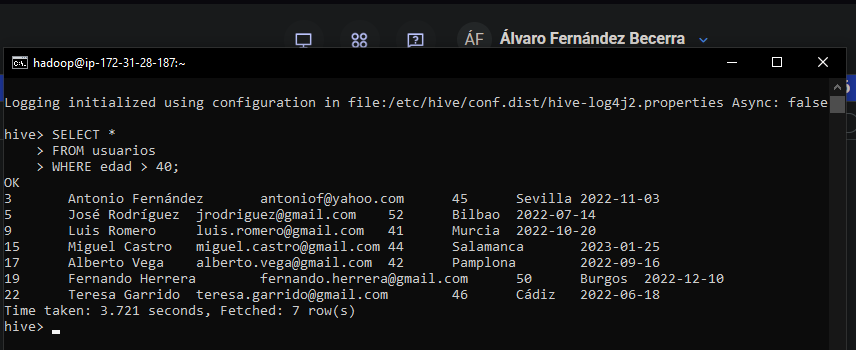 ÁF Álvaro Fernández Becerra
hadoop@ip-172-31-28-187:~
Logging initialized using configuration in file:/etc/hive/conf.dist/hive-log4j2.properties Async: false
hive> SELECT *
    > FROM usuarios
    > WHERE edad > 40;
OK
3       Antonio Fernández       antoniof@yahoo.com      45      Sevilla 2022-11-03
5       José Rodríguez  jrodriguez@gmail.com    52      Bilbao  2022-07-14
9       Luis Romero     luis.romero@gmail.com   41      Murcia  2022-10-20
15      Miguel Castro   miguel.castro@gmail.com 44      Salamanca       2023-01-25
17      Alberto Vega    alberto.vega@gmail.com  42      Pamplona        2022-09-16
19      Fernando Herrera        fernando.herrera@gmail.com      50      Burgos  2022-12-10
22      Teresa Garrido  teresa.garrido@gmail.com        46      Cádiz   2022-06-18
Time taken: 3.721 seconds, Fetched: 7 row(s)
hive>